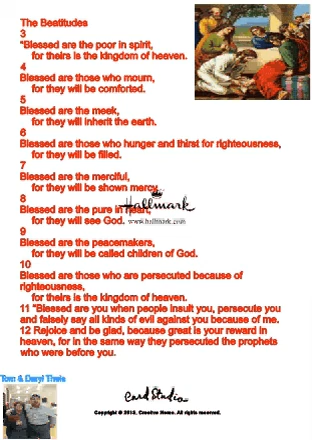 The Beatitudes
3
"Blessed are the poor in spirit,
for theirs is the kingdom of heaven.
4
Blessed are those who mourn,
for they will be comforted.
5
Blessed are the meek,
for they will inherit the earth.
6
Blessed are those who hunger and thirst for righteousness,
for they will be filled.
7
Blessed are the merciful,
for they will be shown mercy.
8
Hallmark
Blessed are the pure in heart,
for they will see God. www.hallmark.com
9
Blessed are the peacemakers,
for they will be called children of God.
10
Blessed are those who are persecuted because of
righteousness,
for theirs is the kingdom of heaven.
11 "Blessed are you when people insult you, persecute you
and falsely say all kinds of evil against you because of me.
12 Rejoice and be glad, because great is your reward in
heaven, for in the same way they persecuted the prophets
who were before you.
Tom & Daryl Theis
Card Studio
Copyright © 2012, Creative Home. All rights reserved.